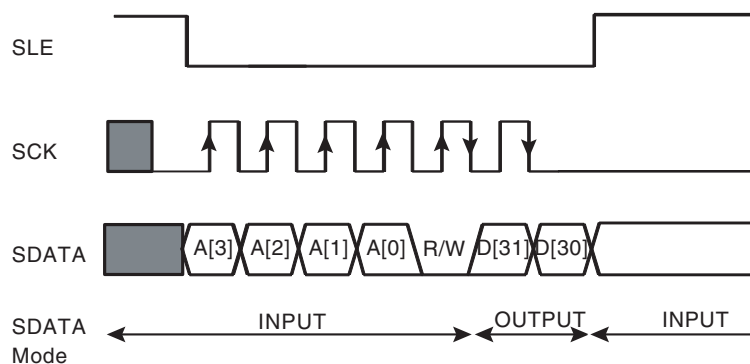 SLE
SCK
SDATA
A[3] A[2] A[1] A[0] R/W D[31] D[30]
SDATA
Mode
INPUT OUTPUT INPUT